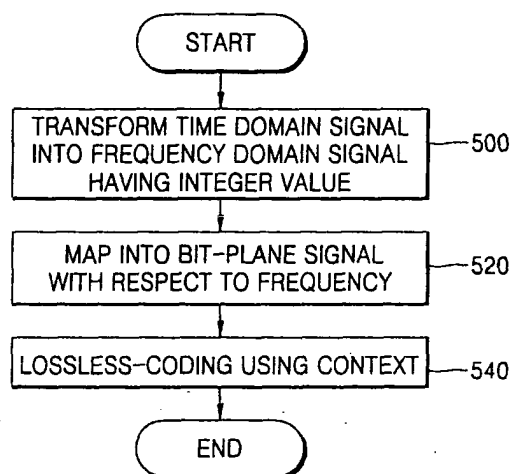 START
TRANSFORM TIME DOMAIN SIGNAL
INTO FREQUENCY DOMAIN SIGNAL
HAVING INTEGER VALUE
500
MAP INTO BIT-PLANE SIGNAL
WITH RESPECT TO FREQUENCY
520
LOSSLESS-CODING USING CONTEXT
540
END